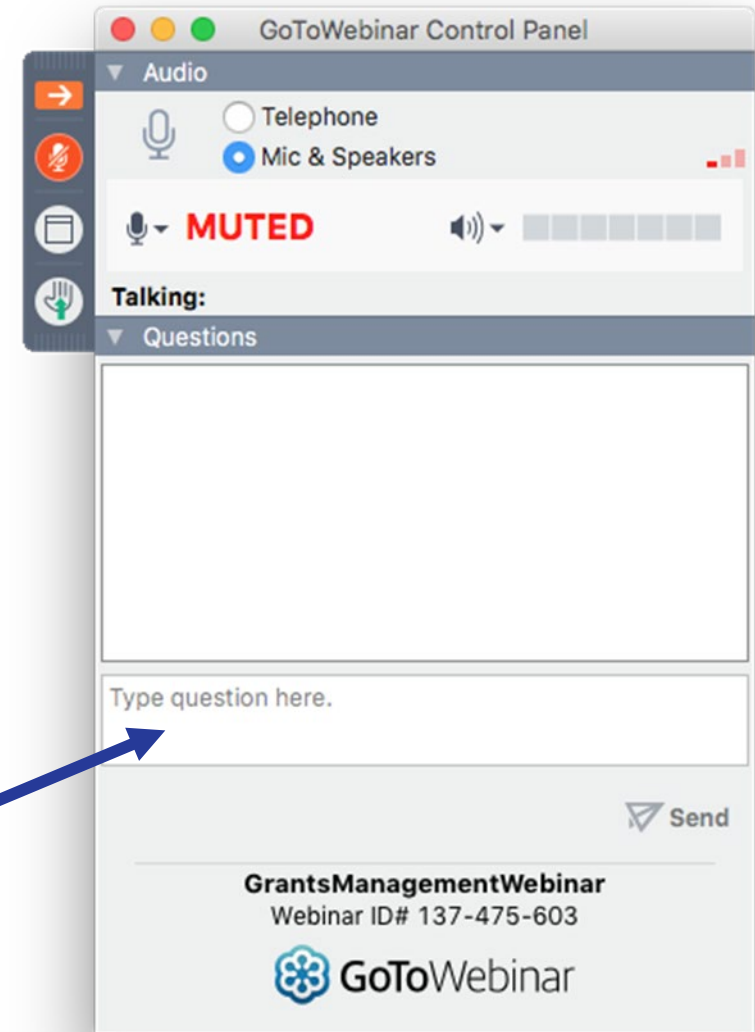 GoToWebinar Control Panel
Audio
Telephone
Mic & Speakers
MUTED
Talking:
Questions
Type question here.
Send
GrantsManagementWebinar
Webinar ID# 137-475-603
GoToWebinar